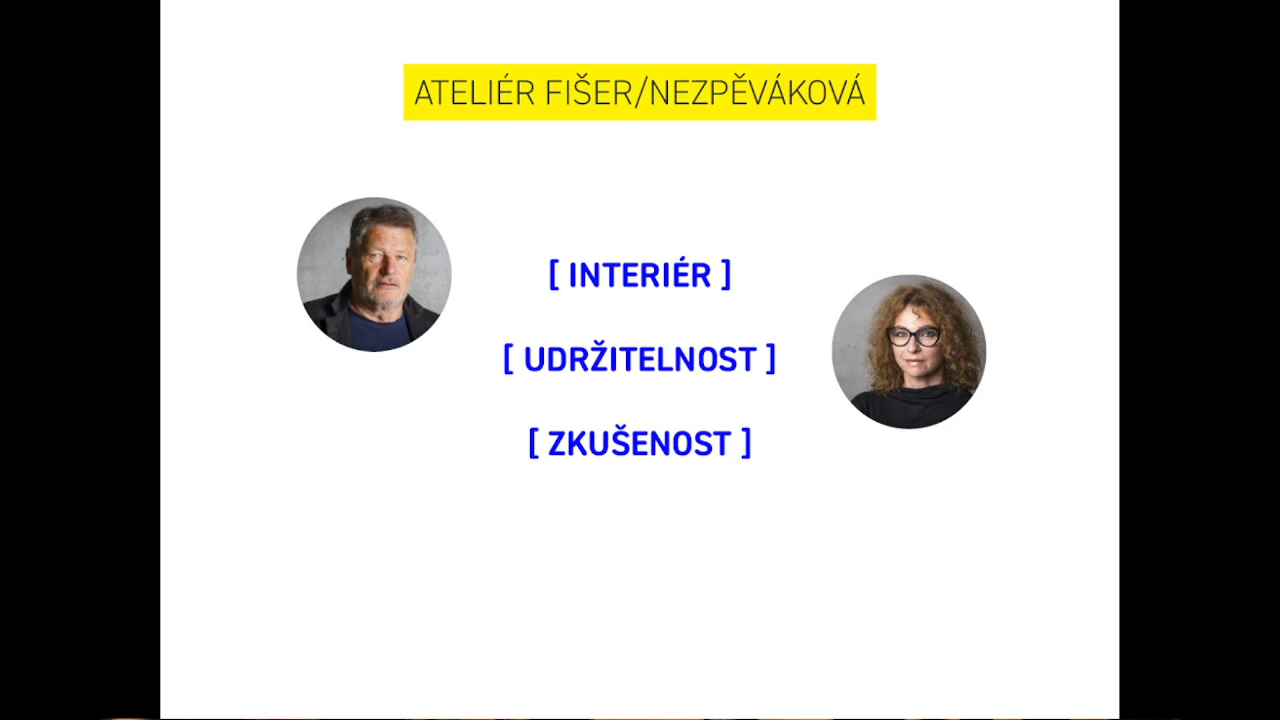 ATELIÉR FIŠER/NEZPĚVÁKOVÁ
[ INTERIÉR ]
[ UDRŽITELNOST ]
[ ZKUŠENOST ]